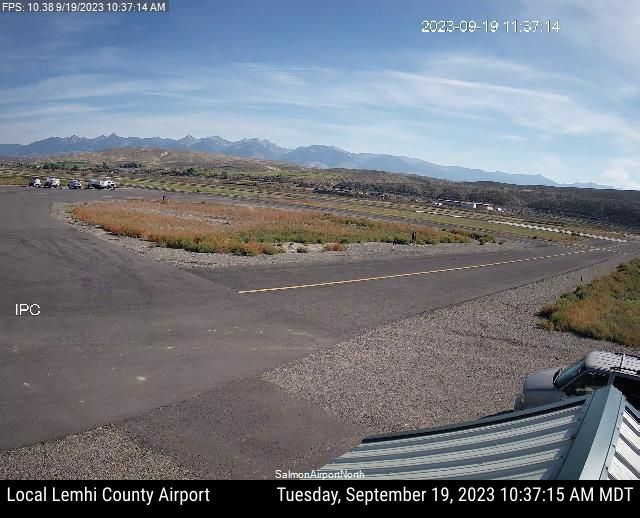 FPS: 10.38 9/19/2023 10:37:14 AM
2023-09-19 11:37:14
IPC
SalmonAirportNorth
Local Lemhi County Airport Tuesday, September 19, 2023 10:37:15 AM MDT